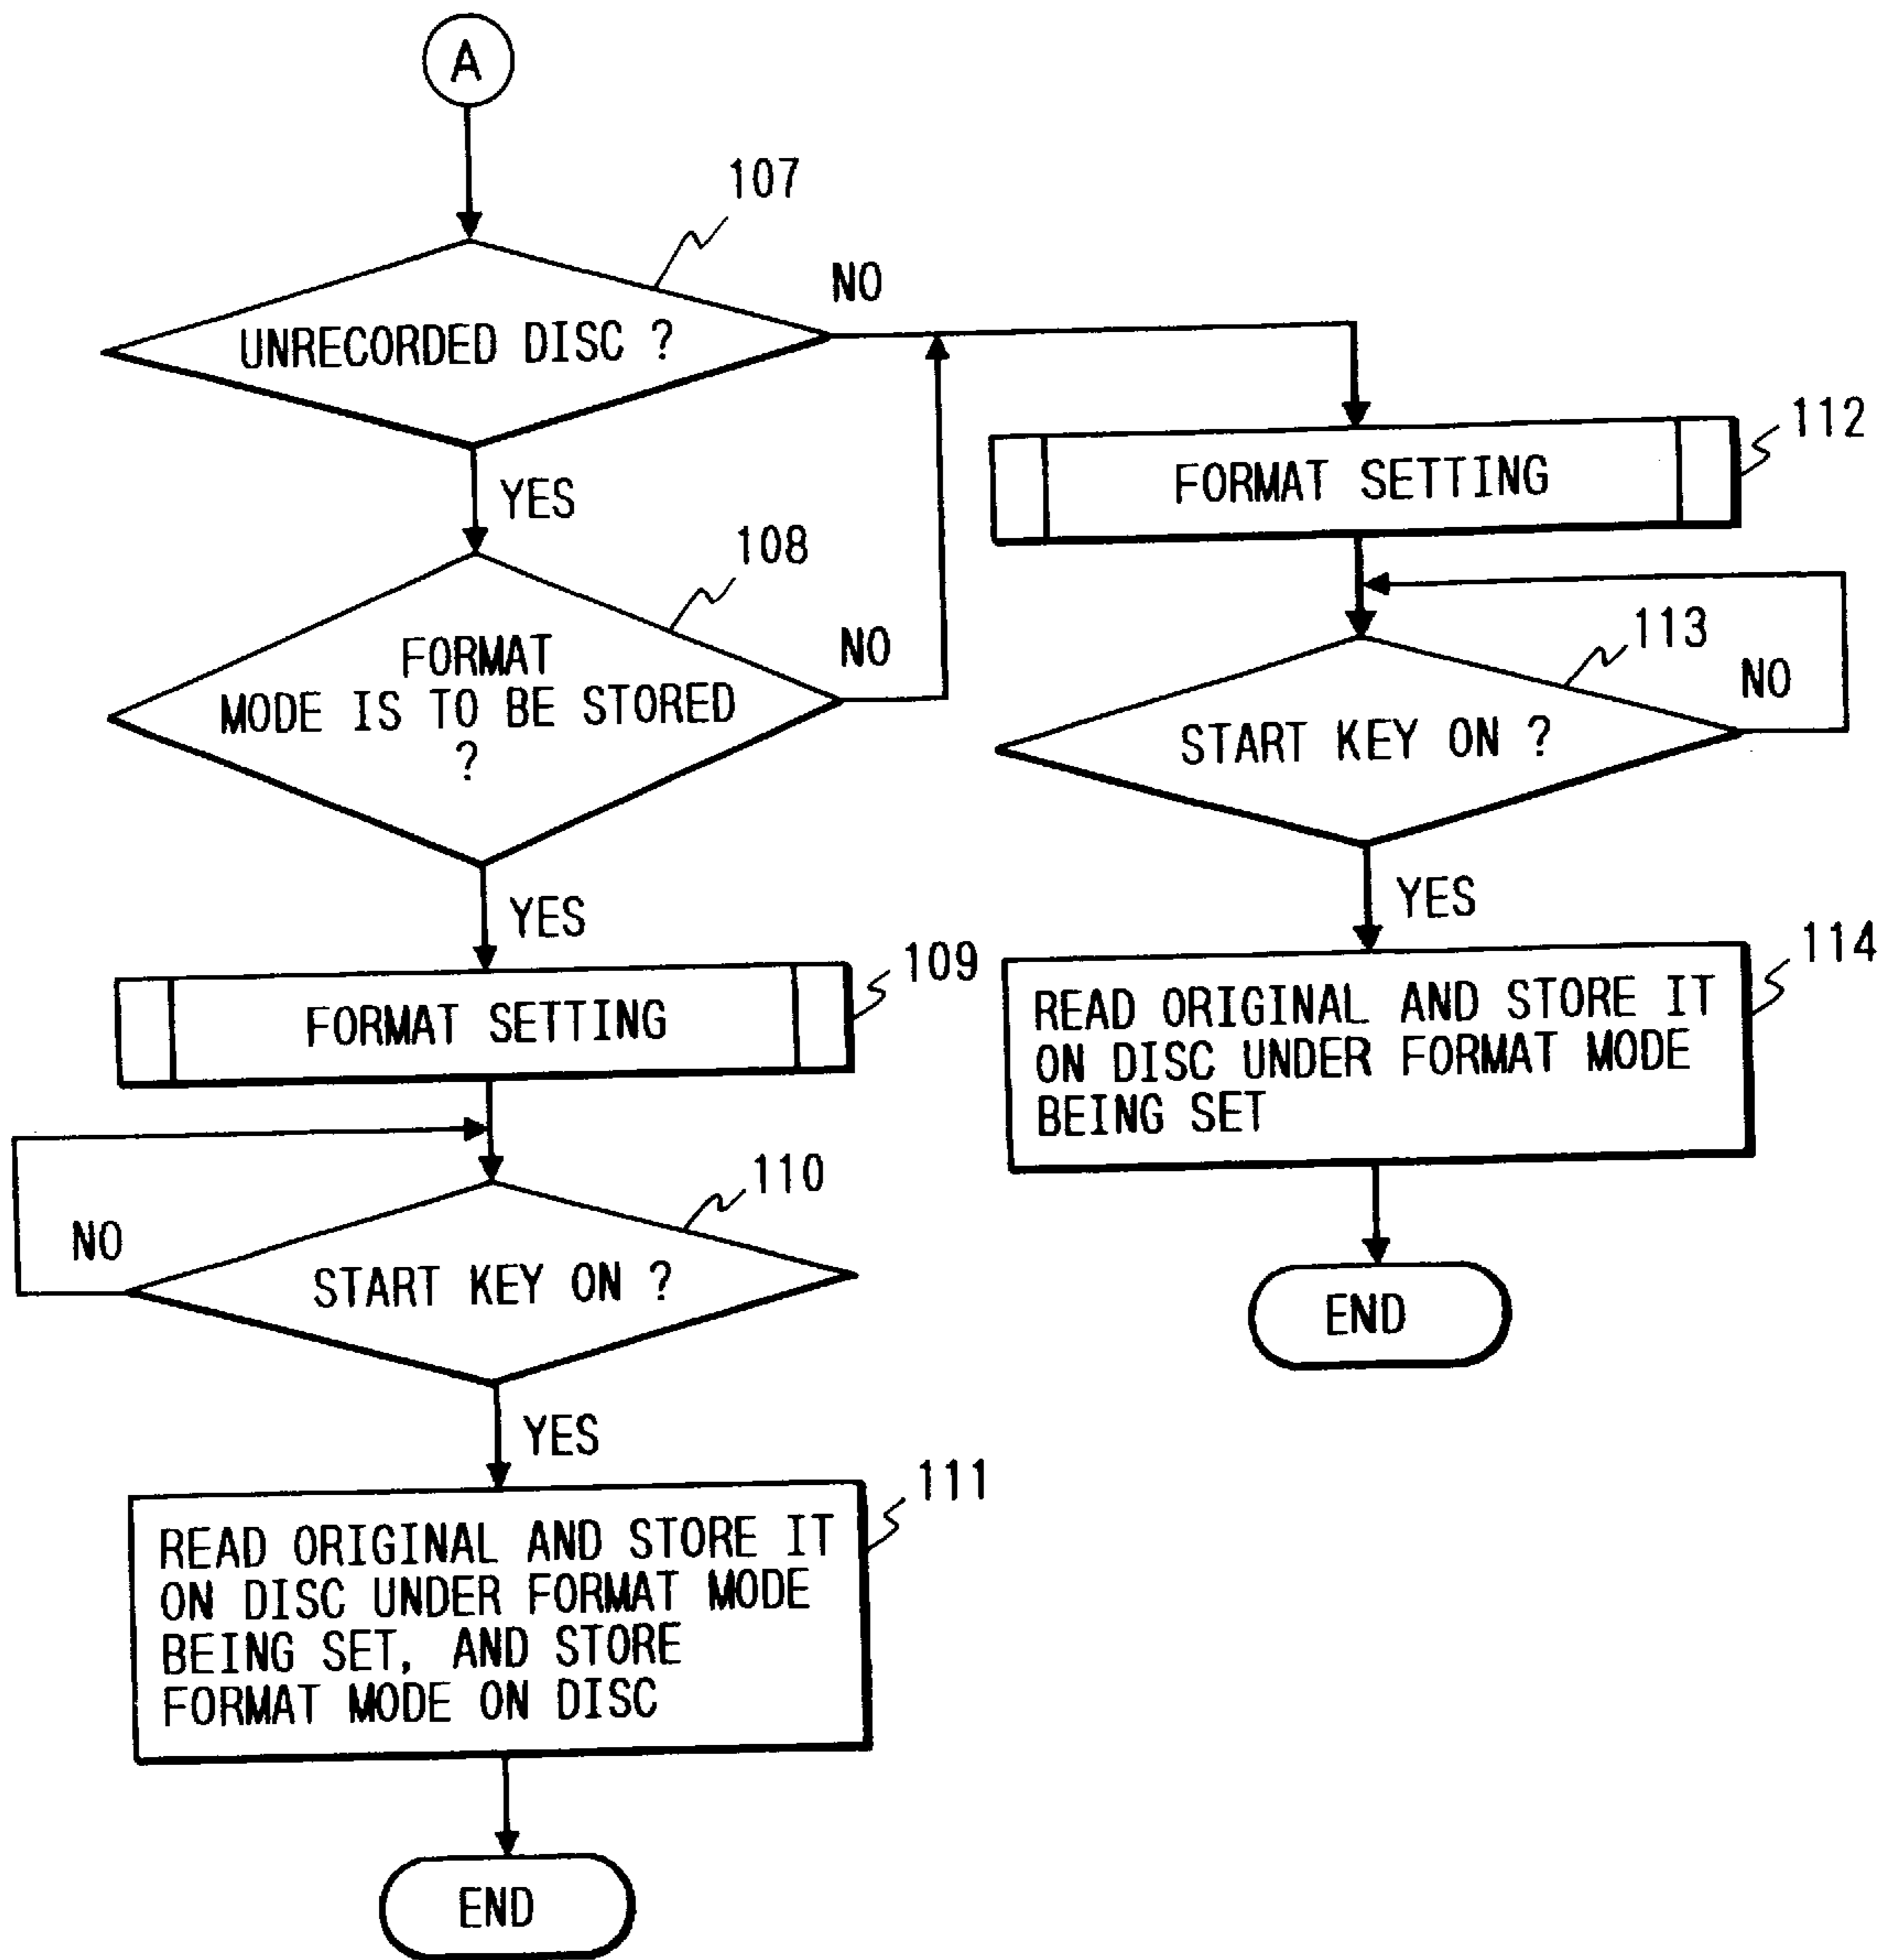 A
107
UNRECORDED DISC ?
NO
YES
108
FORMAT
MODE IS TO BE STORED
?
NO
YES
109
FORMAT SETTING
110
NO
START KEY ON ?
YES
111
READ ORIGINAL AND STORE IT
ON DISC UNDER FORMAT MODE
BEING SET, AND STORE
FORMAT MODE ON DISC
END
112
FORMAT SETTING
113
NO
START KEY ON ?
YES
114
READ ORIGINAL AND STORE IT
ON DISC UNDER FORMAT MODE
BEING SET
END